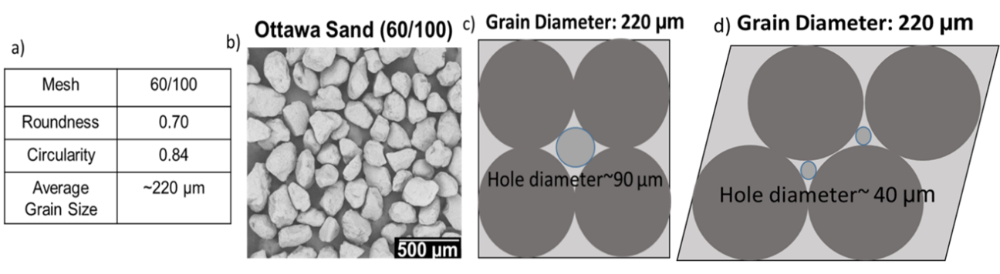 a)
Mesh 60/100
Roundness 0.70
Circularity 0.84
Average ~220 µm
Grain Size
b)
Ottawa Sand (60/100)
500 µm
c)
Grain Diameter: 220 µm
Hole diameter~90 µm
d)
Grain Diameter: 220 µm
Hole diameter~ 40 µm